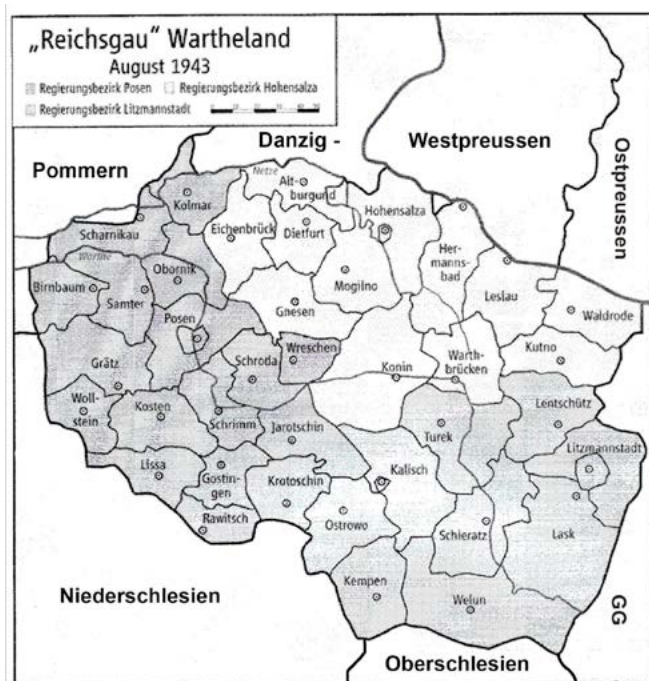 „Reichsgau“ Wartheland
August 1943
Regierungsbezirk Posen
Regierungsbezirk Hohensalza
Regierungsbezirk Litzmannstadt
Danzig -
Westpreussen
Ostpreussen
Pommern
Netze
Alt-
burgund
Kolmar
Hohensalza
Scharnikau
Eichenbrück
Dietfurt
Her-
manns-
bad
Warthe
Obornik
Birnbaum
Samter
Mogilno
Leslau
Gnesen
Waldrode
Posen
Wreschen
Kutno
Grätz
Schroda
Konin
Warth-
brücken
Woll-
stein
Kosten
Schrimm
Jarotschin
Turek
Lentschütz
Litzmannstadt
Lissa
Gostin-
gen
Krotoschin
Kalisch
Rawitsch
Ostrowo
Schieratz
Lask
Kempen
Welun
Niederschlesien
GG
Oberschlesien